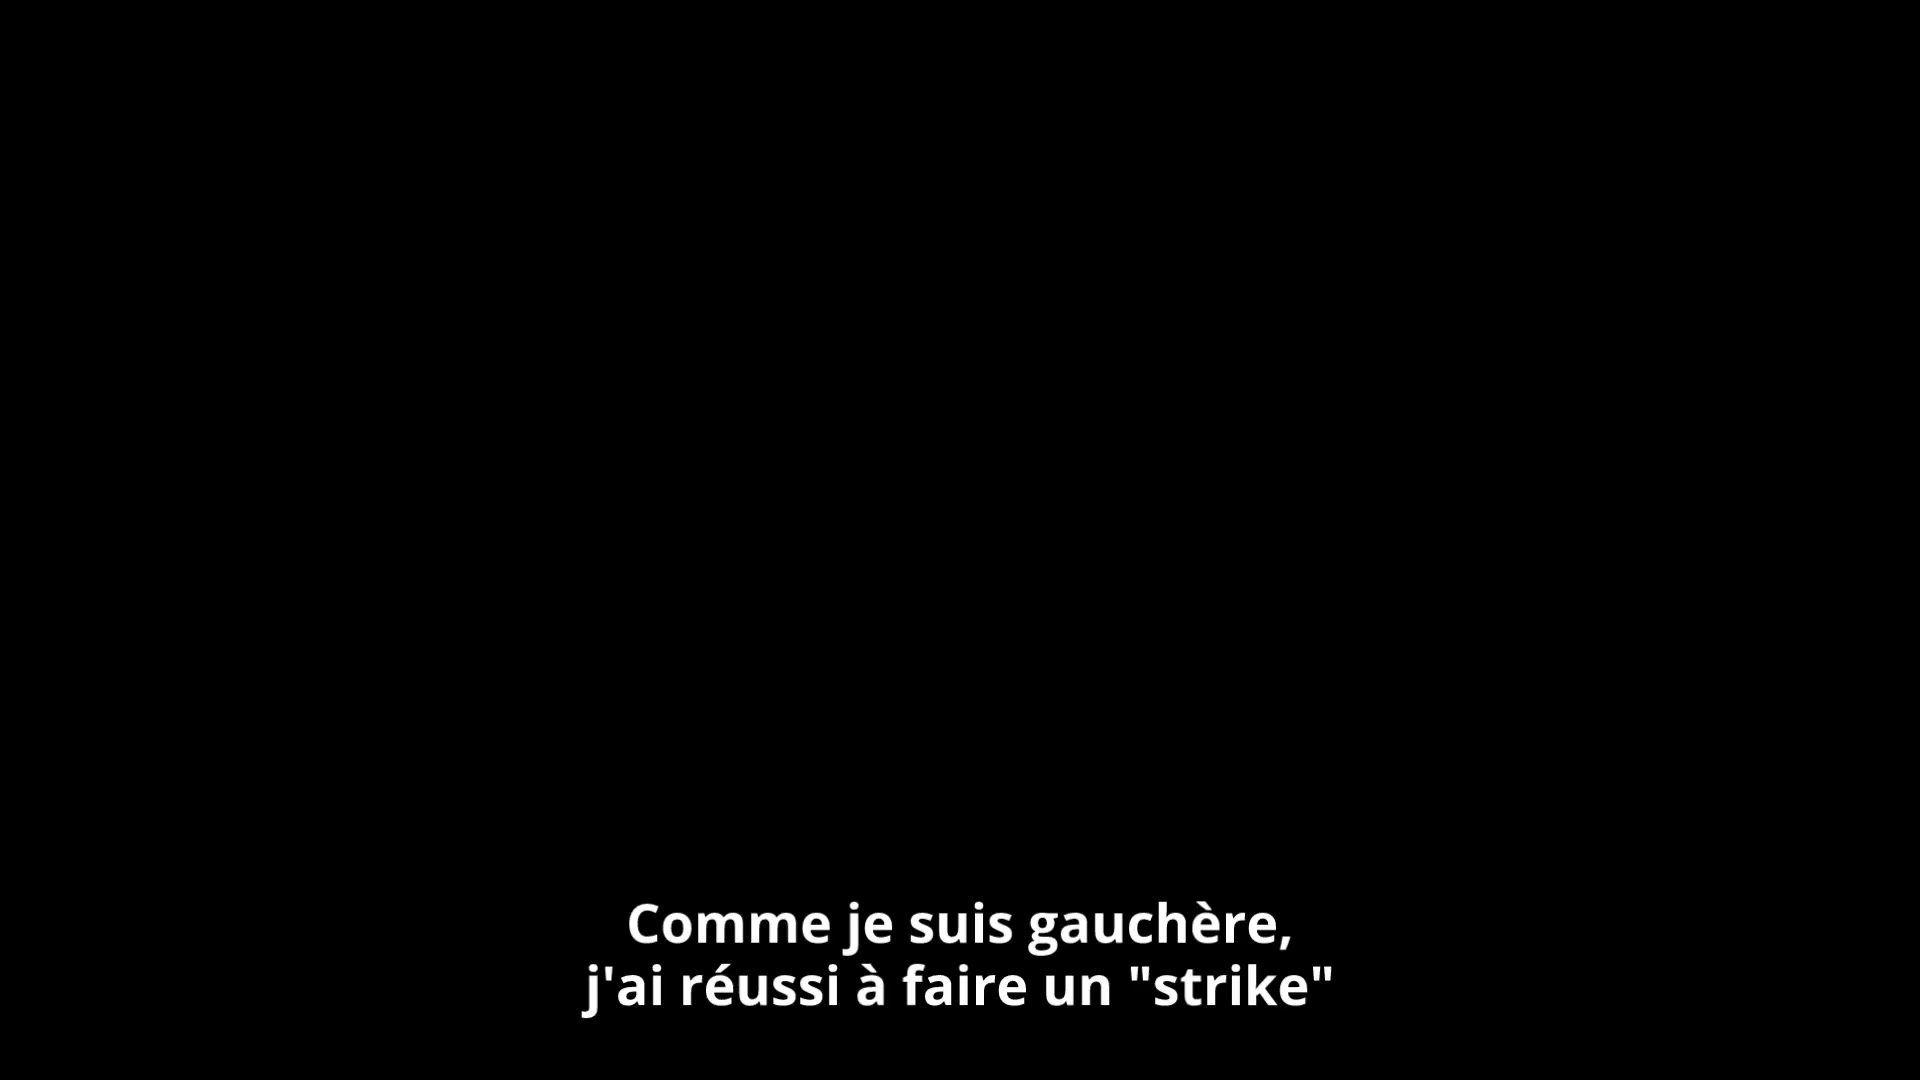 Comme je suis gauchère,
j'ai réussi à faire un "strike"